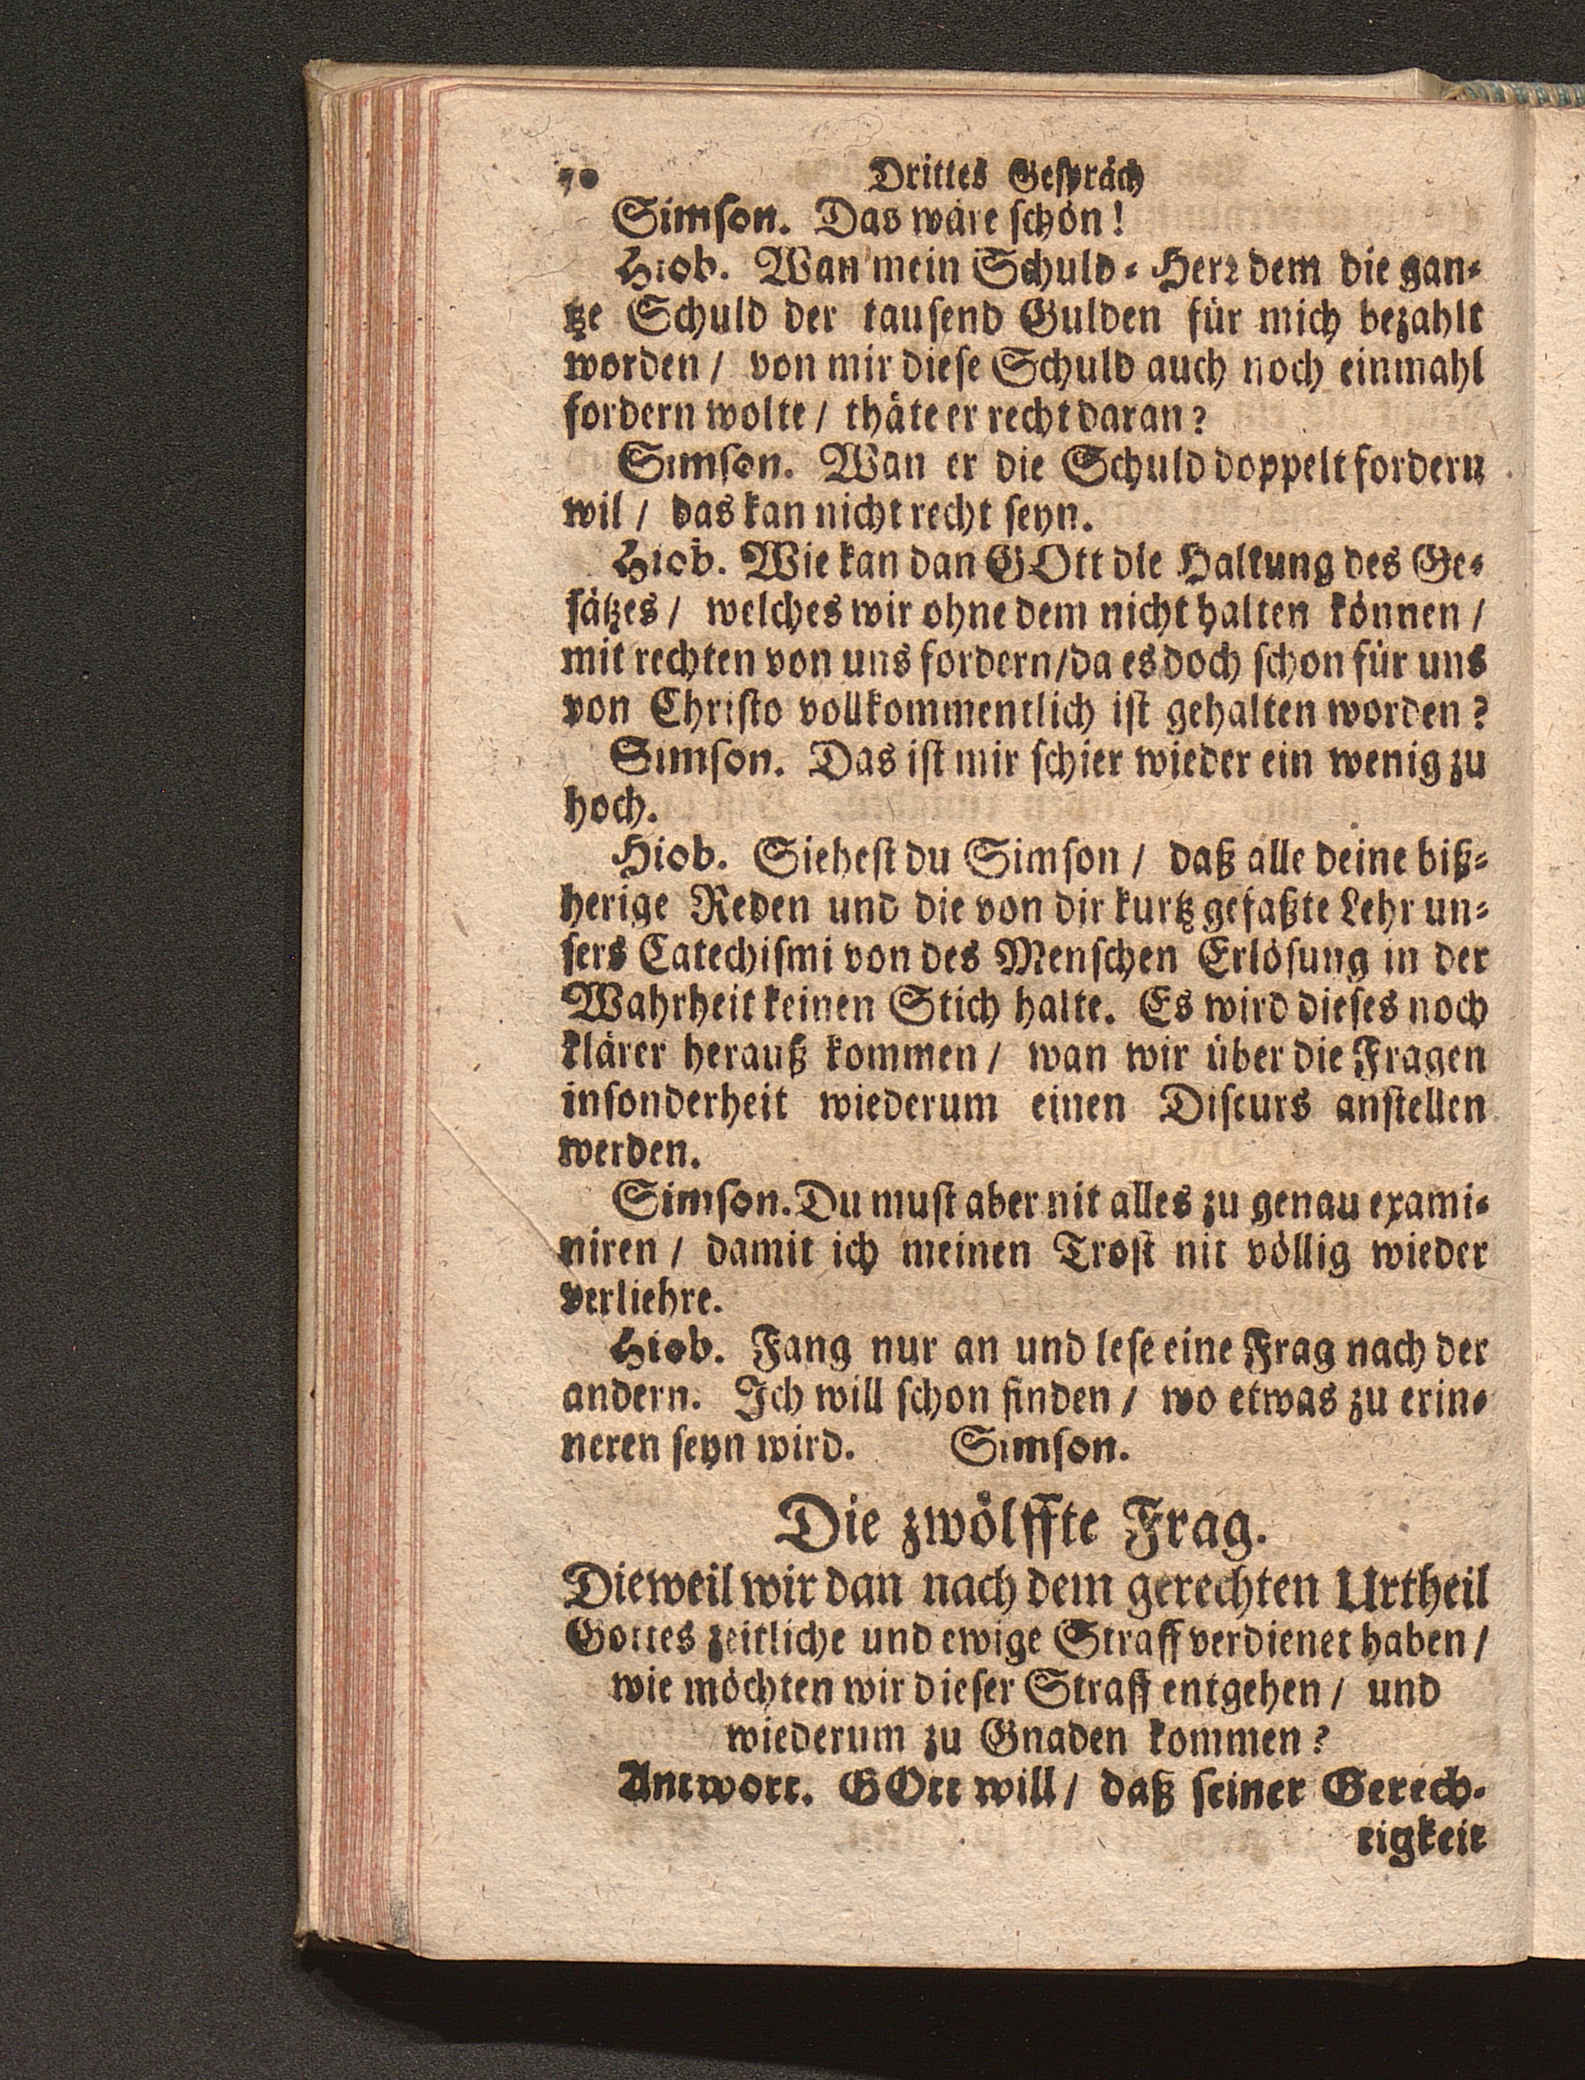 70 Drittes Gespräch
Simson. Das wäre schön!
Hiob. Wan mein Schuld-Herr dem die gan-
tze Schuld der tausend Gulden für mich bezahlt
worden / von mir diese Schuld auch noch einmahl
fordern wolte / thäte er recht daran?
Simson. Wan er die Schuld doppelt fordern
wil / das kan nicht recht seyn.
Hiob. Wie kan dan GOtt die Haltung des Ge-
sätzes / welches wir ohne dem nicht halten können /
mit rechten von uns fordern/da es doch schon für uns
von Christo vollkommentlich ist gehalten worden?
Simson. Das ist mir schier wieder ein wenig zu
hoch.
Hiob. Siehest du Simson / daß alle deine biß-
herige Reden und die von dir kurtz gefaßte Lehr un-
sers Catechismi von des Menschen Erlösung in der
Wahrheit keinen Stich halte. Es wird dieses noch
klärer herauß kommen / wan wir über die Fragen
insonderheit wiederum einen Discurs anstellen
werden.
Simson. Du must aber nit alles zu genau exami-
niren / damit ich meinen Trost nit völlig wieder
verliehre.
Hiob. Fang nur an und lese eine Frag nach der
andern. Ich will schon finden / wo etwas zu erin-
neren seyn wird. Simson.
Die zwölffte Frag.
Dieweil wir dan nach dem gerechten Urtheil
Gottes zeitliche und ewige Straff verdienet haben /
wie möchten wir dieser Straff entgehen / und
wiederum zu Gnaden kommen?
Antwort. GOtt will / daß seiner Gerech-
tigkeit